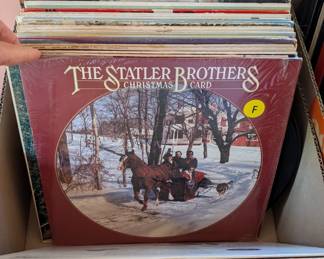 THE STATLER BROTHERS
CHRISTMAS CARD
F